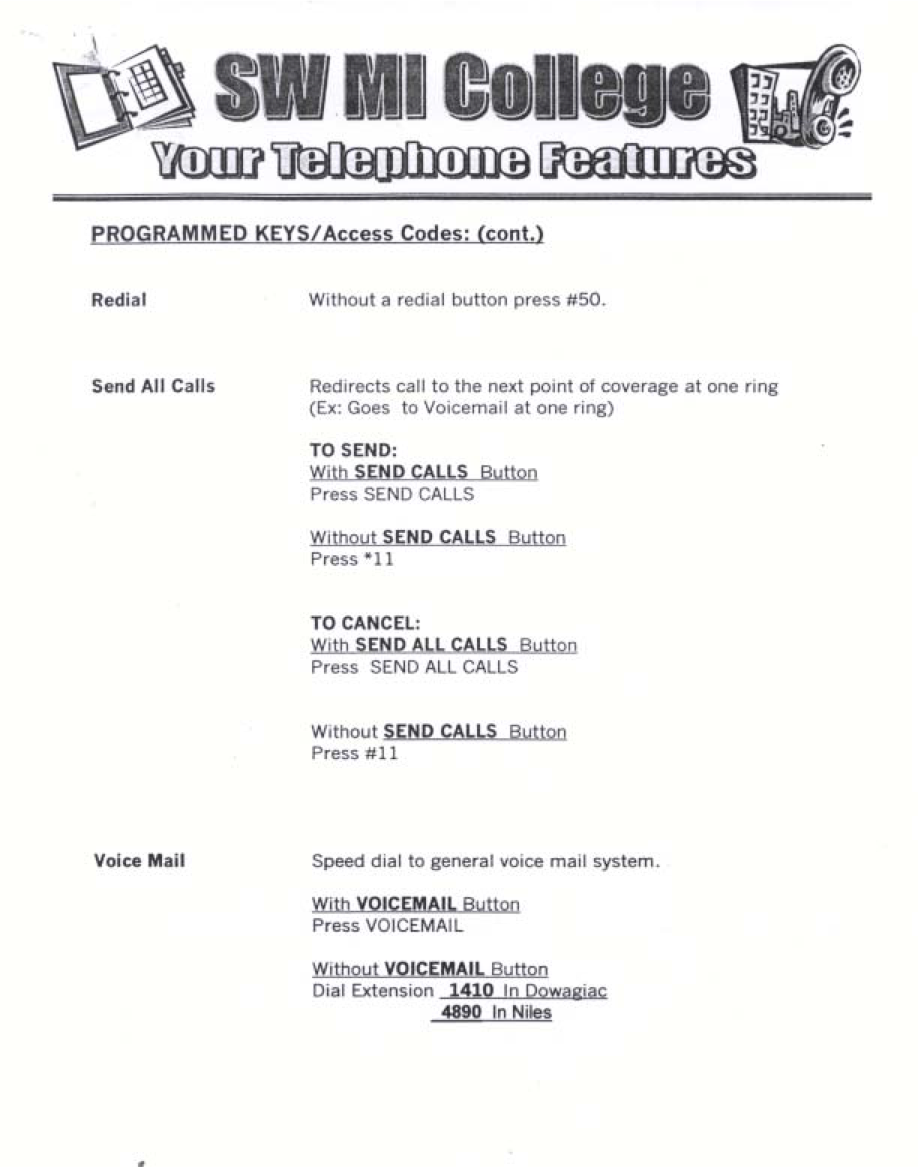 SW MI College
Your Telephone Features
PROGRAMMED KEYS/Access Codes: (cont.)
Redial Without a redial button press #50.
Send All Calls Redirects call to the next point of coverage at one ring
(Ex: Goes to Voicemail at one ring)
TO SEND:
With SEND CALLS Button
Press SEND CALLS
Without SEND CALLS Button
Press *11
TO CANCEL:
With SEND ALL CALLS Button
Press SEND ALL CALLS
Without SEND CALLS Button
Press #11
Voice Mail Speed dial to general voice mail system.
With VOICEMAIL Button
Press VOICEMAIL
Without VOICEMAIL Button
Dial Extension 1410 In Dowagiac
4890 In Niles